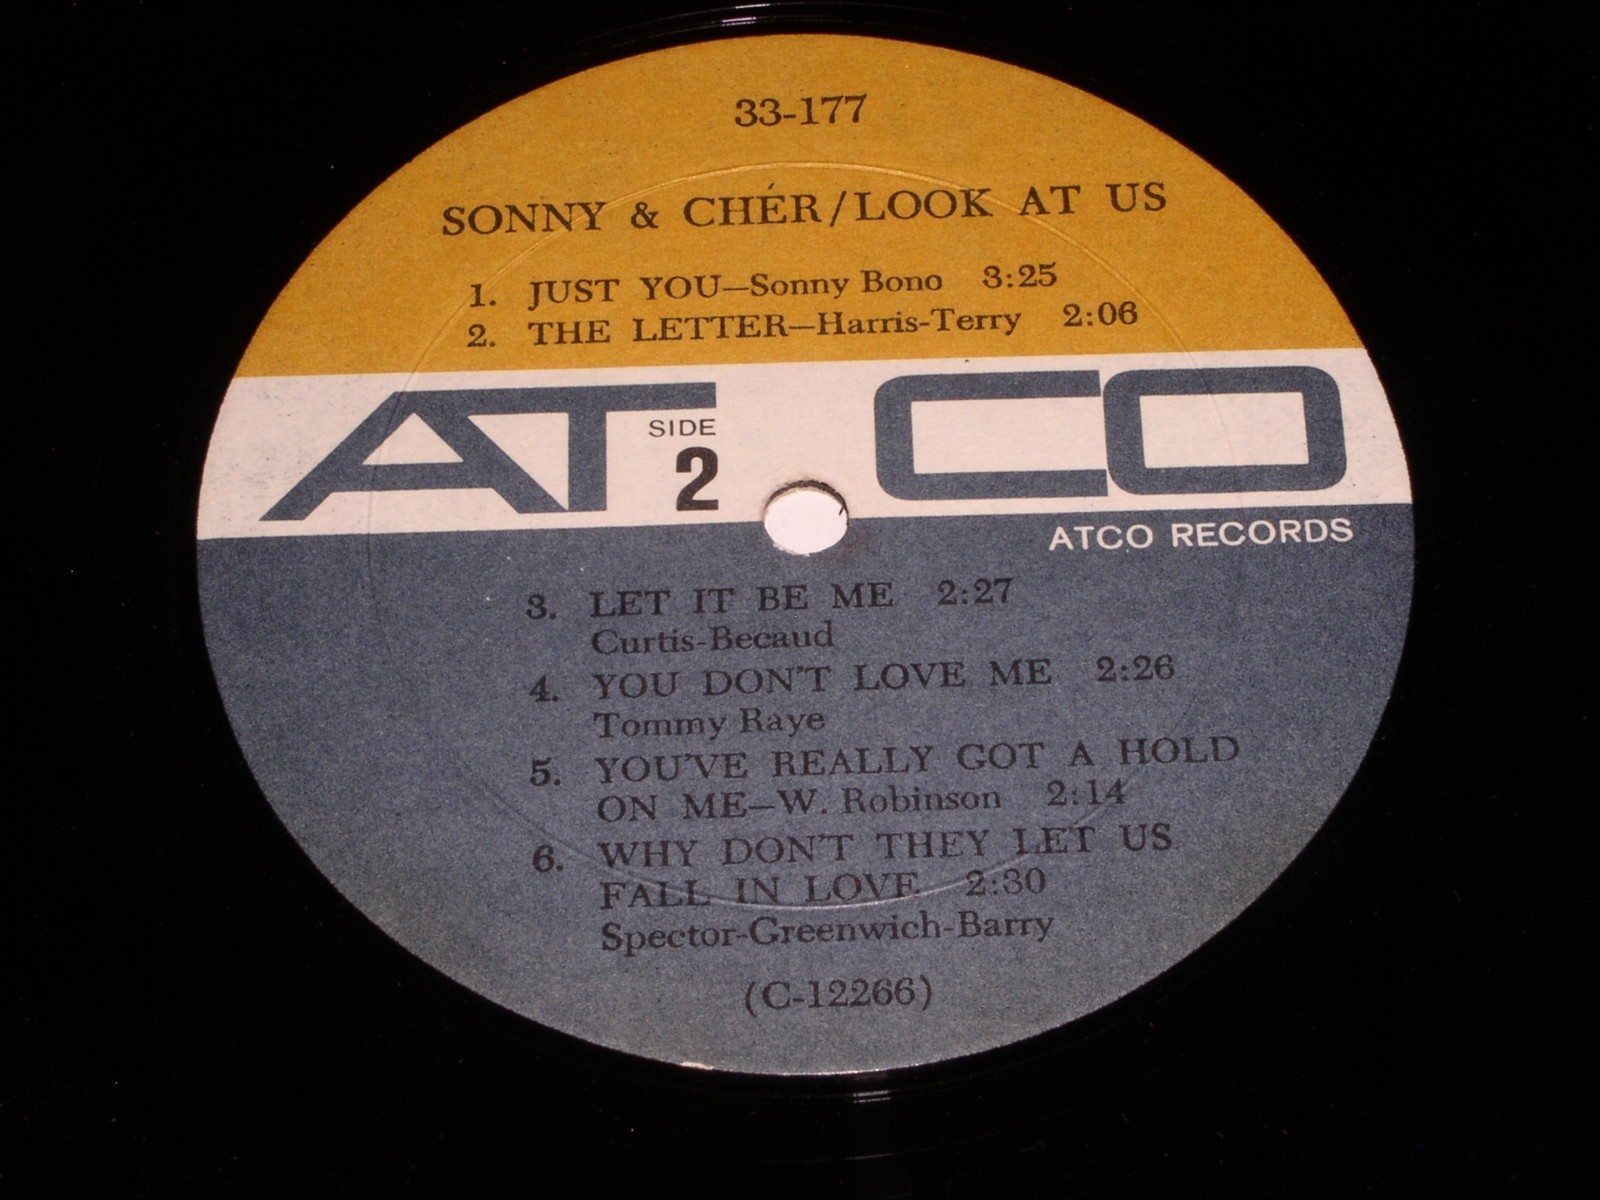 33-177
SONNY & CHÉR/LOOK AT US
1. JUST YOU—Sonny Bono 3:25
2. THE LETTER—Harris-Terry 2:06
ATCO
SIDE
2
ATCO RECORDS
3. LET IT BE ME 2:27
Curtis-Becaud
4. YOU DON'T LOVE ME 2:26
Tommy Raye
5. YOU'VE REALLY GOT A HOLD
ON ME—W. Robinson 2:14
6. WHY DON'T THEY LET US
FALL IN LOVE 2:30
Spector-Greenwich-Barry
(C-12266)